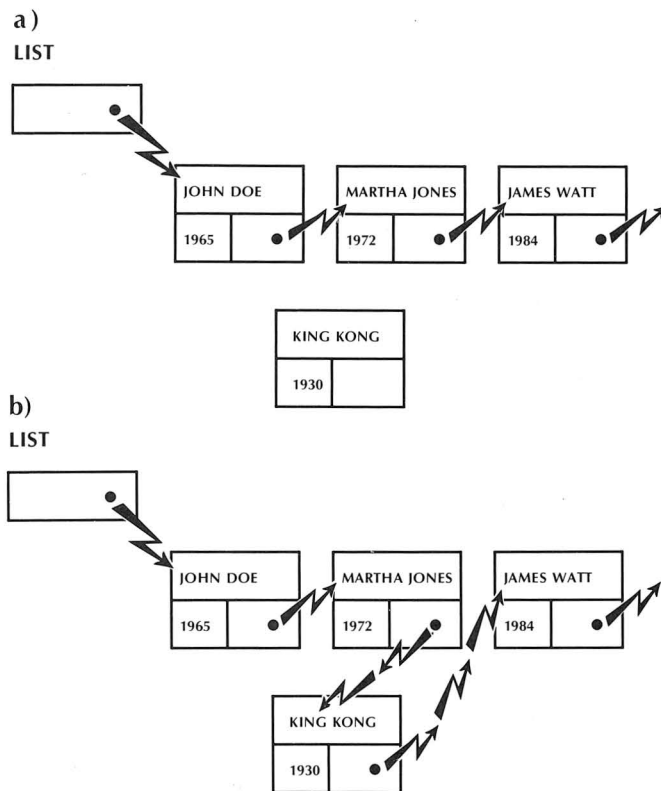 a)
LIST
JOHN DOE MARTHA JONES JAMES WATT
1965 1972 1984
KING KONG
1930
b)
LIST
JOHN DOE MARTHA JONES JAMES WATT
1965 1972 1984
KING KONG
1930